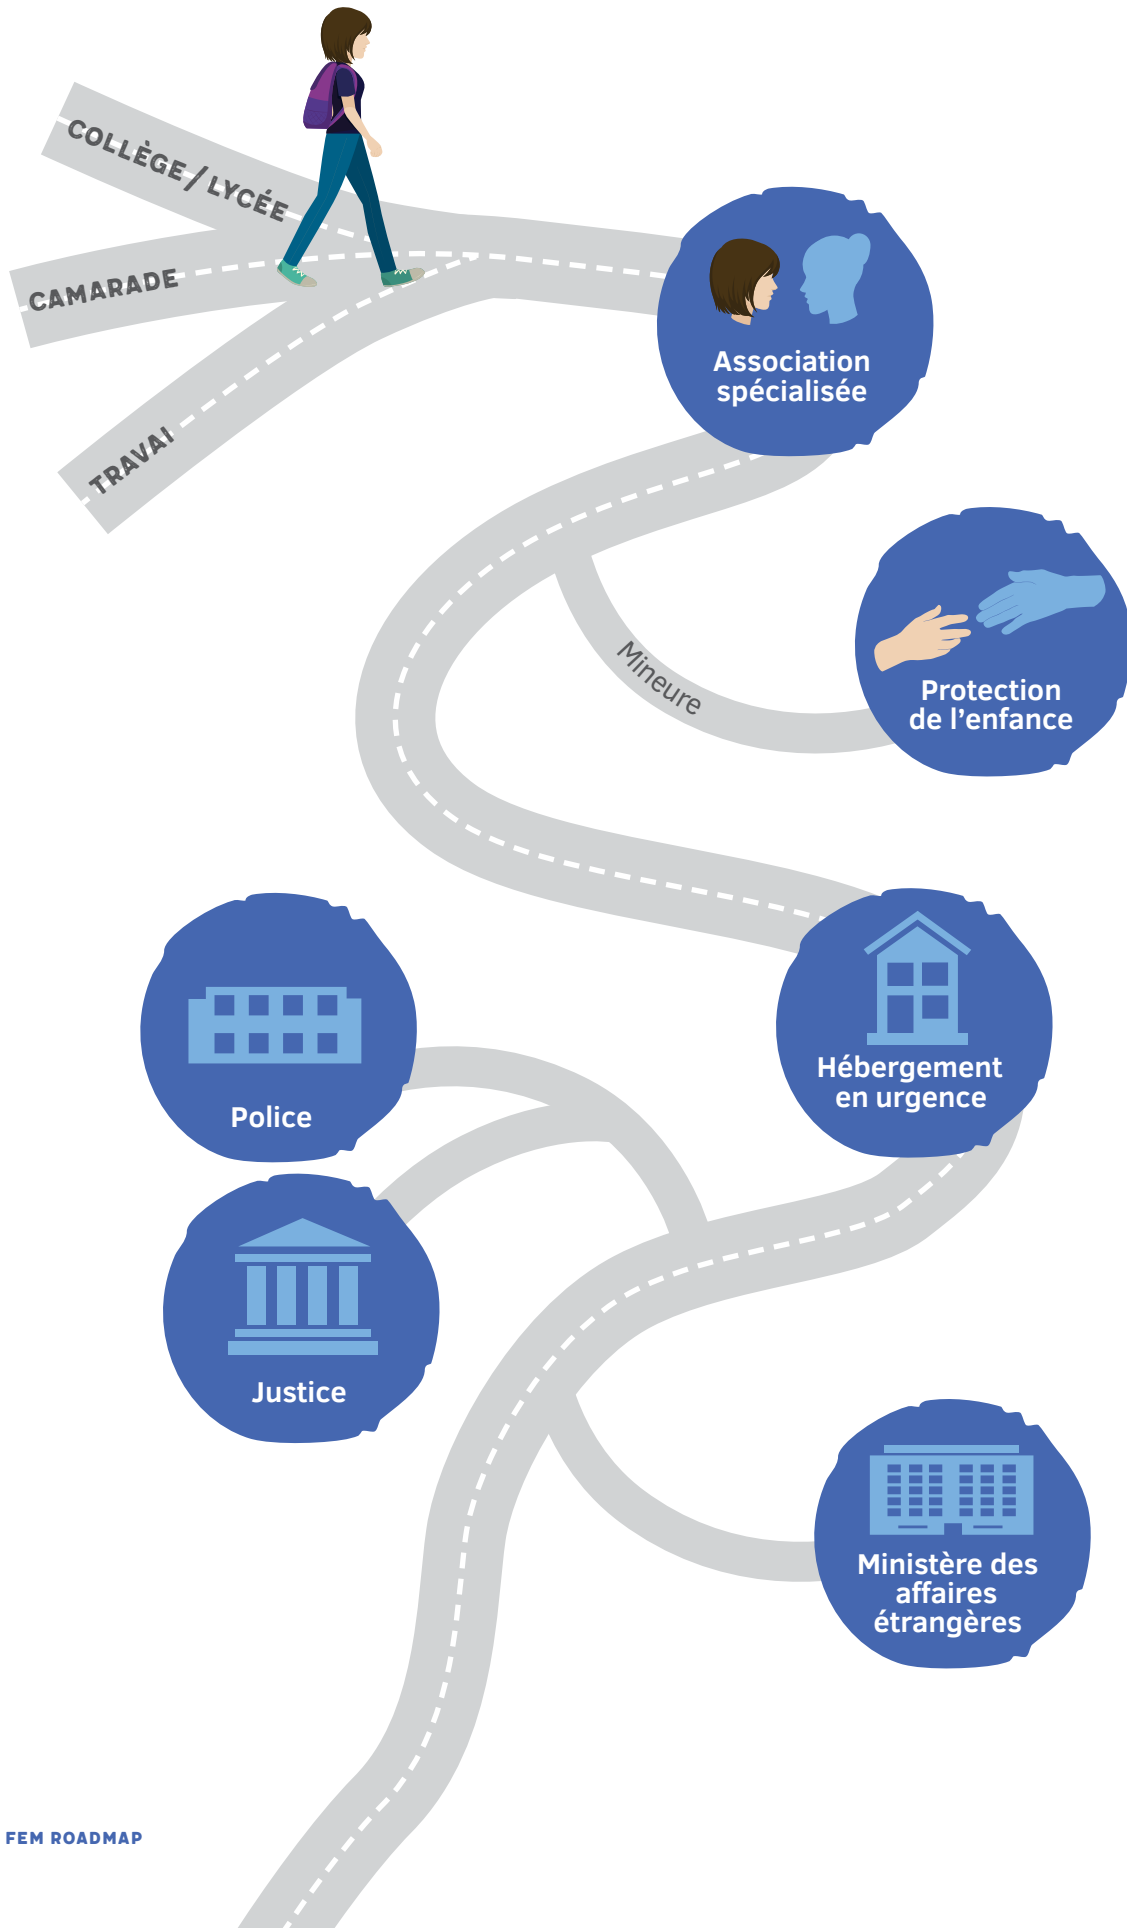 COLLÈGE / LYCÉE
CAMARADE
TRAVAI
Association
spécialisée
Mineure
Protection
de l’enfance
Hébergement
en urgence
Police
Justice
Ministère des
affaires
étrangères
FEM ROADMAP